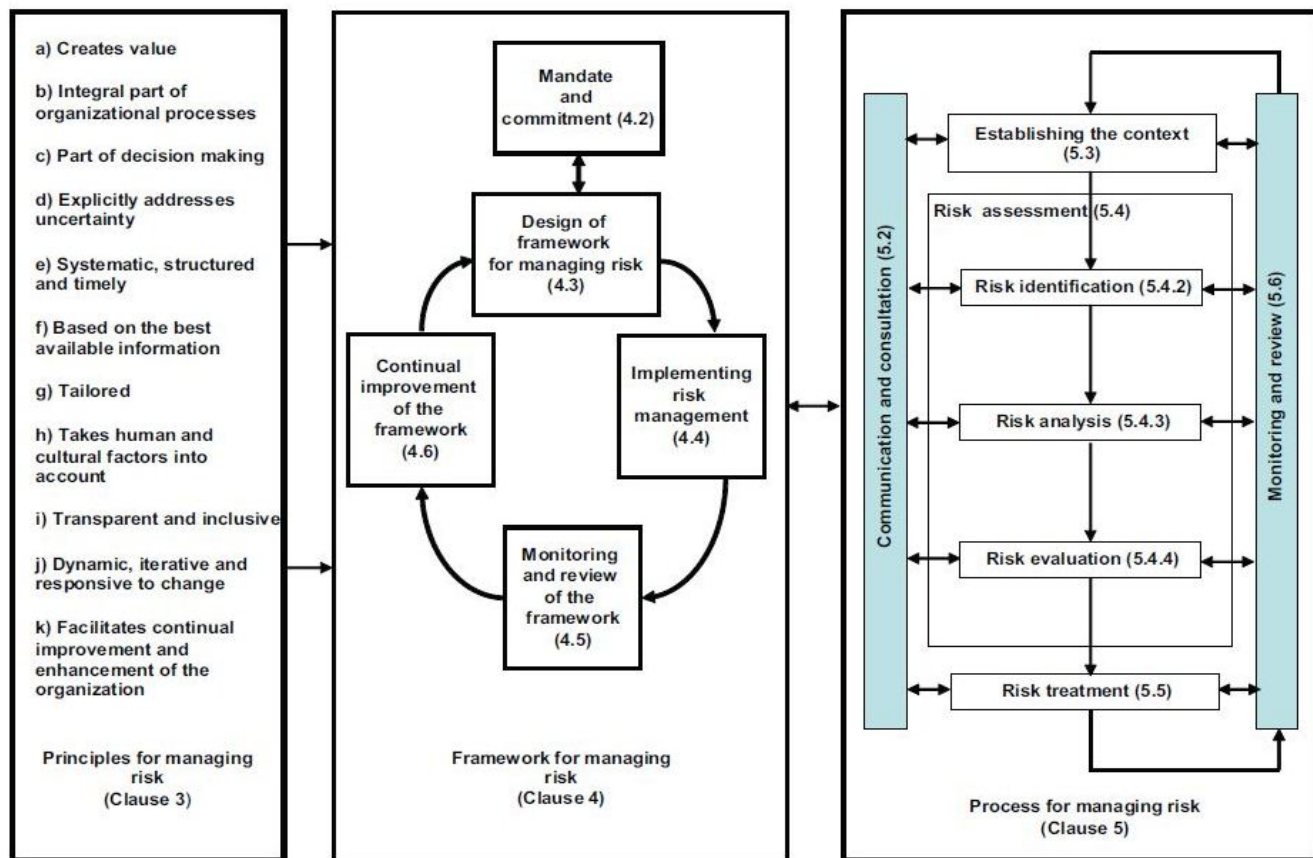 a) Creates value
b) Integral part of
organizational processes
c) Part of decision making
d) Explicitly addresses
uncertainty
e) Systematic, structured
and timely
f) Based on the best
available information
g) Tailored
h) Takes human and
cultural factors into
account
i) Transparent and inclusive
j) Dynamic, iterative and
responsive to change
k) Facilitates continual
improvement and
enhancement of the
organization
Principles for managing
risk
(Clause 3)
Mandate
and
commitment (4.2)
Design of
framework
for managing risk
(4.3)
Continual
improvement
of the
framework
(4.6)
Implementing
risk
management
(4.4)
Monitoring
and review
of the
framework
(4.5)
Framework for managing
risk
(Clause 4)
Communication and consultation (5.2)
Establishing the context
(5.3)
Risk assessment (5.4)
Risk identification (5.4.2)
Risk analysis (5.4.3)
Risk evaluation (5.4.4)
Risk treatment (5.5)
Monitoring and review (5.6)
Process for managing risk
(Clause 5)